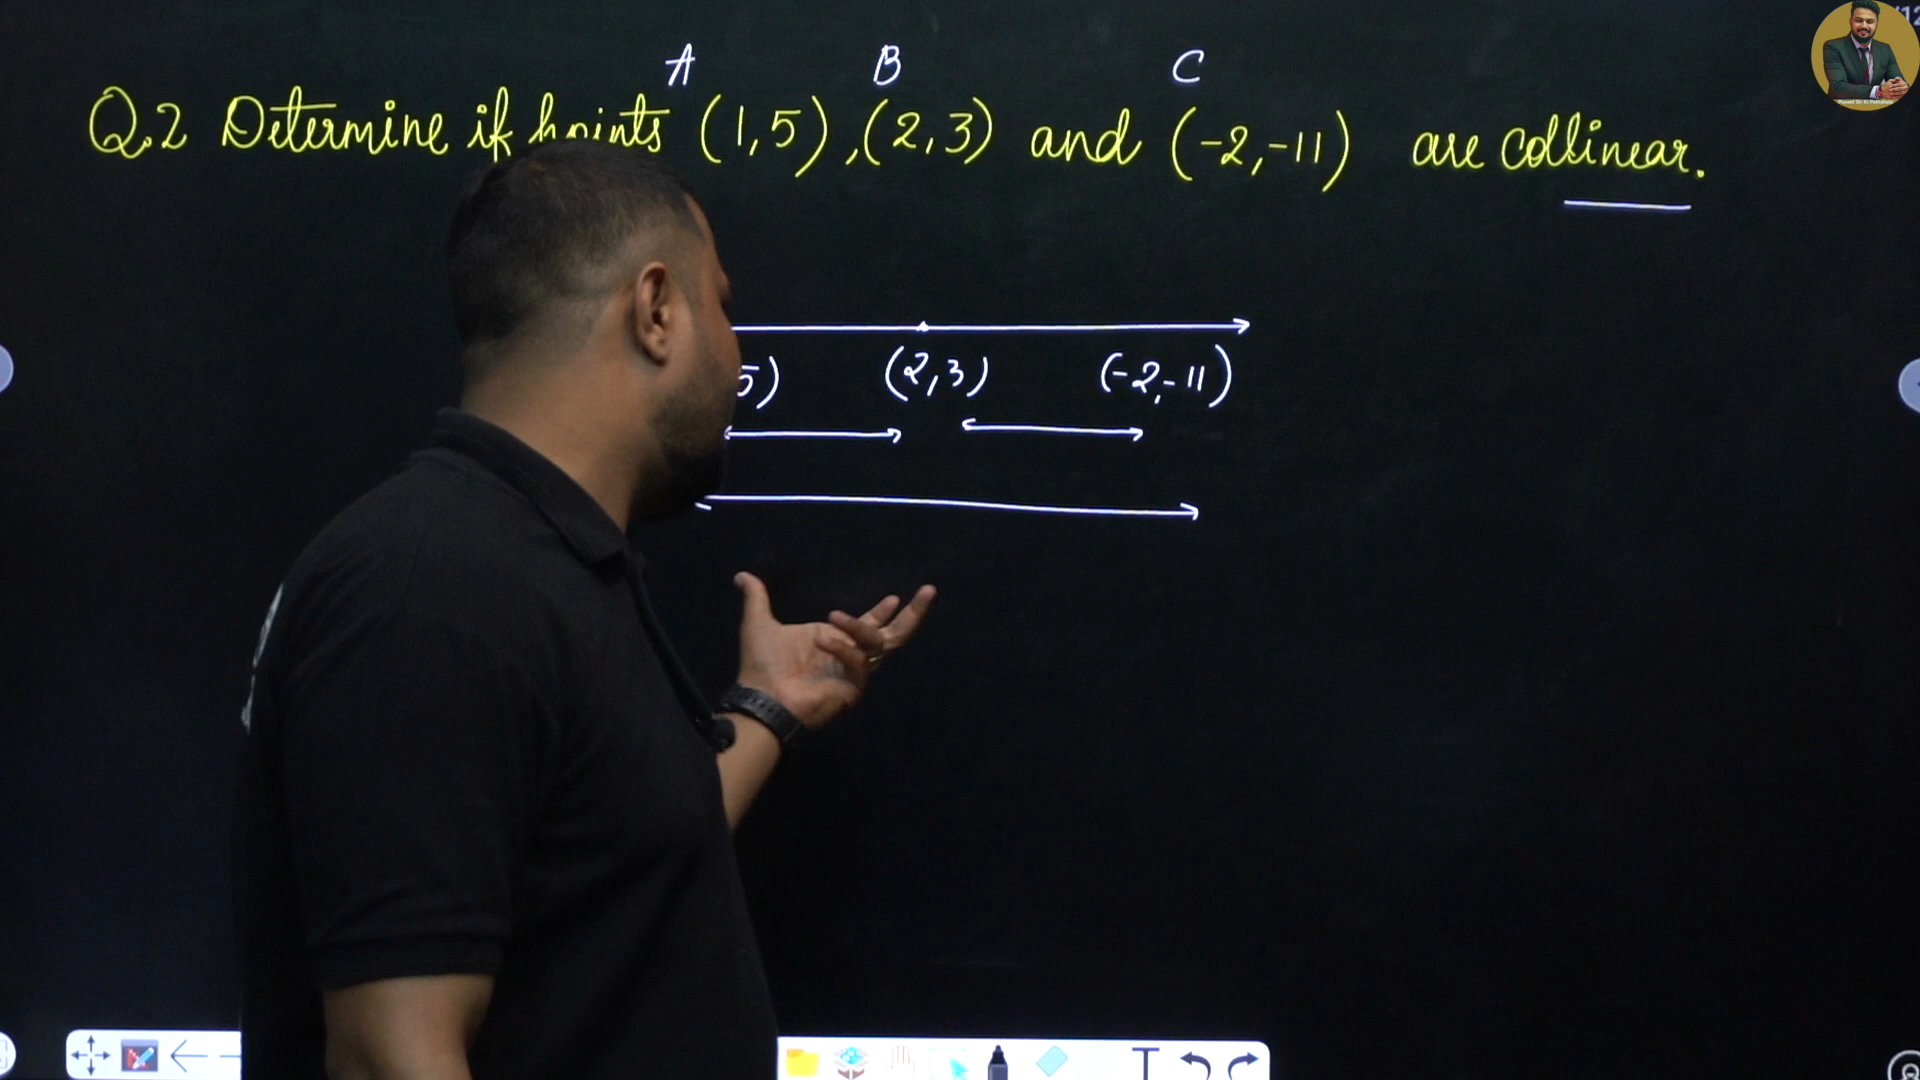 A B C
Q.2 Determine if points (1,5), (2,3) and (-2,-11) are collinear.
5) (2,3) (-2,-11)
T